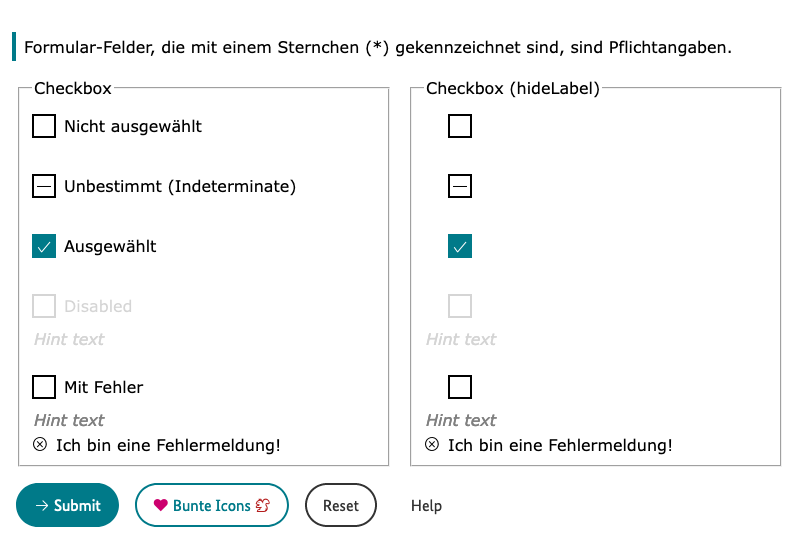 Formular-Felder, die mit einem Sternchen (*) gekennzeichnet sind, sind Pflichtangaben.
Checkbox
Nicht ausgewählt
Unbestimmt (Indeterminate)
Ausgewählt
Disabled
Hint text
Mit Fehler
Hint text
Ich bin eine Fehlermeldung!
Checkbox (hideLabel)
Hint text
Hint text
Ich bin eine Fehlermeldung!
Submit
Bunte Icons
Reset
Help